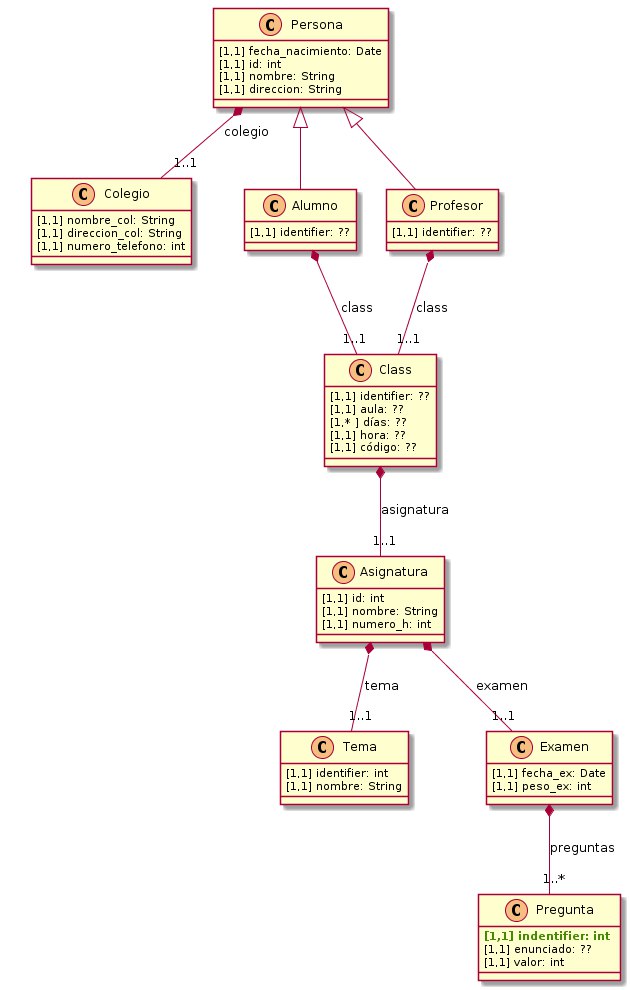 C Persona
[1,1] fecha_nacimiento: Date
[1,1] id: int
[1,1] nombre: String
[1,1] direccion: String
colegio
1..1
C Colegio
[1,1] nombre_col: String
[1,1] direccion_col: String
[1,1] numero_telefono: int
C Alumno
[1,1] identifier: ??
C Profesor
[1,1] identifier: ??
class
class
1..1
1..1
C Class
[1,1] identifier: ??
[1,1] aula: ??
[1,* ] días: ??
[1,1] hora: ??
[1,1] código: ??
asignatura
1..1
C Asignatura
[1,1] id: int
[1,1] nombre: String
[1,1] numero_h: int
tema
examen
1..1
1..1
C Tema
[1,1] identifier: int
[1,1] nombre: String
C Examen
[1,1] fecha_ex: Date
[1,1] peso_ex: int
preguntas
1..*
C Pregunta
[1,1] indentifier: int
[1,1] enunciado: ??
[1,1] valor: int